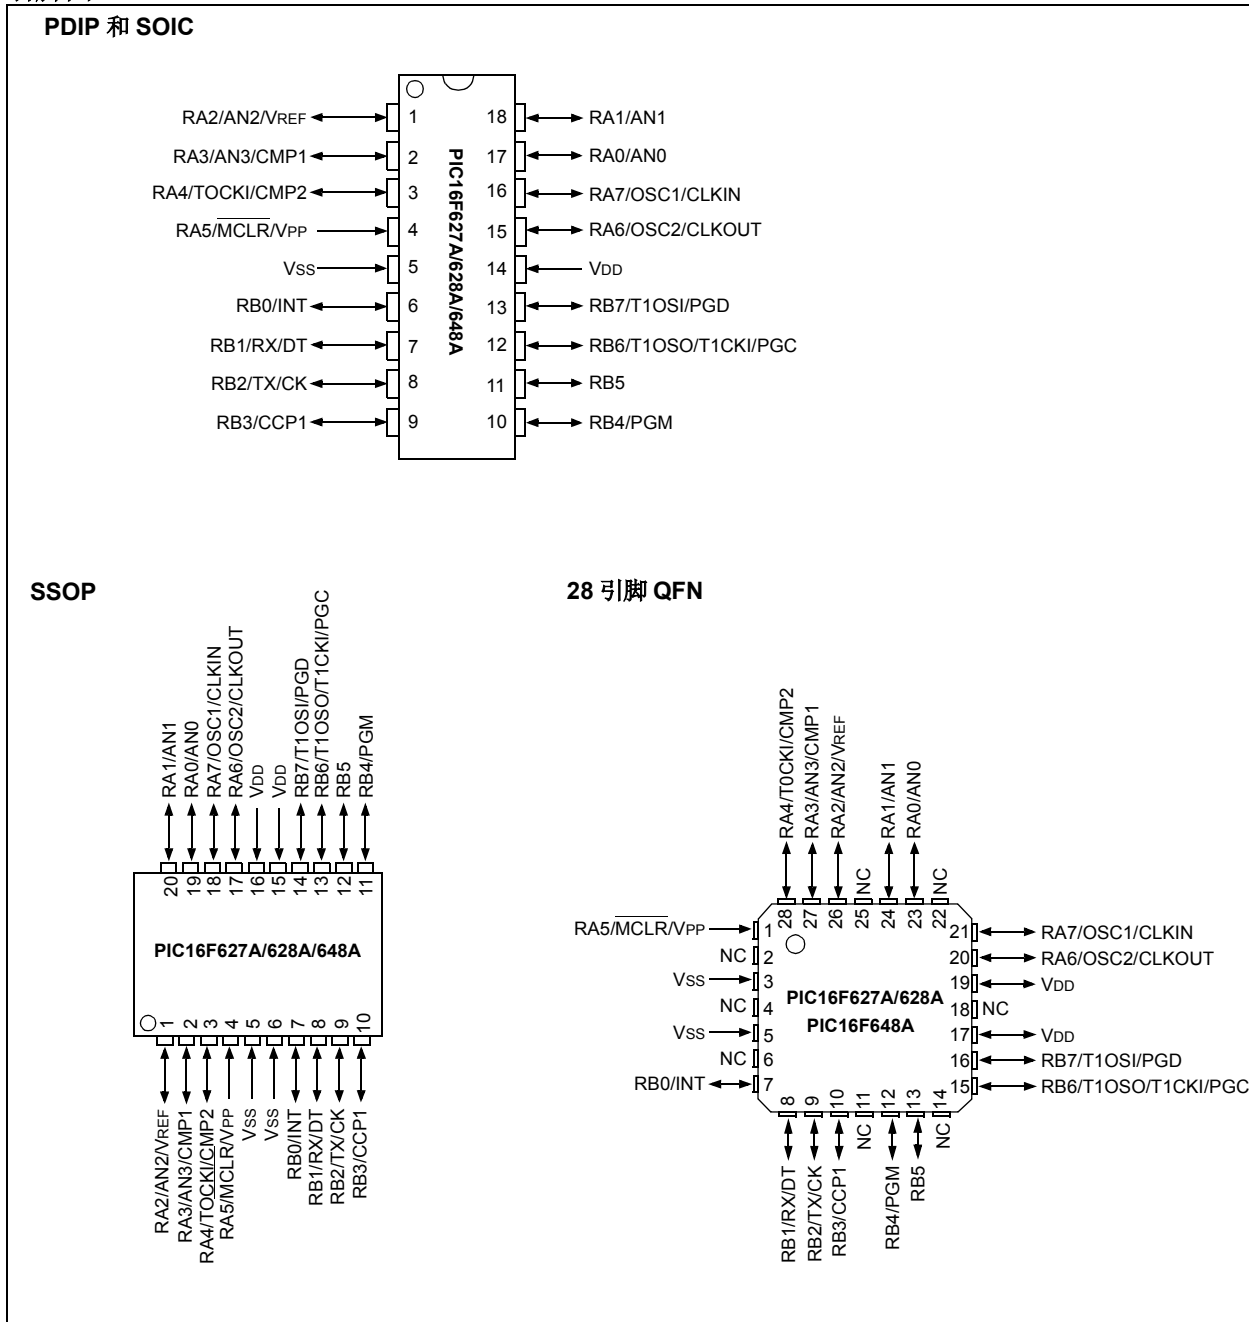 PDIP 和 SOIC
RA2/AN2/VREF 1 18 RA1/AN1
RA3/AN3/CMP1 2 17 RA0/AN0
RA4/TOCKI/CMP2 3 16 RA7/OSC1/CLKIN
RA5/MCLR/VPP 4 15 RA6/OSC2/CLKOUT
VSS 5 14 VDD
RB0/INT 6 13 RB7/T1OSI/PGD
RB1/RX/DT 7 12 RB6/T1OSO/T1CKI/PGC
RB2/TX/CK 8 11 RB5
RB3/CCP1 9 10 RB4/PGM
PIC16F627A/628A/648A
SSOP
RA1/AN1
RA0/AN0
RA7/OSC1/CLKIN
RA6/OSC2/CLKOUT
VDD
VDD
RB7/T1OSI/PGD
RB6/T1OSO/T1CKI/PGC
RB5
RB4/PGM
20 19 18 17 16 15 14 13 12 11
PIC16F627A/628A/648A
1 2 3 4 5 6 7 8 9 10
RA2/AN2/VREF
RA3/AN3/CMP1
RA4/TOCKI/CMP2
RA5/MCLR/VPP
VSS
VSS
RB0/INT
RB1/RX/DT
RB2/TX/CK
RB3/CCP1
28 引脚 QFN
RA4/T0CKI/CMP2
RA3/AN3/CMP1
RA2/AN2/VREF
NC
RA1/AN1
RA0/AN0
NC
28 27 26 25 24 23 22
RA5/MCLR/VPP 1 21 RA7/OSC1/CLKIN
NC 2 20 RA6/OSC2/CLKOUT
VSS 3 19 VDD
NC 4 18 NC
VSS 5 17 VDD
NC 6 16 RB7/T1OSI/PGD
RB0/INT 7 15 RB6/T1OSO/T1CKI/PGC
PIC16F627A/628A
PIC16F648A
8 9 10 11 12 13 14
RB1/RX/DT
RB2/TX/CK
RB3/CCP1
NC
RB4/PGM
RB5
NC